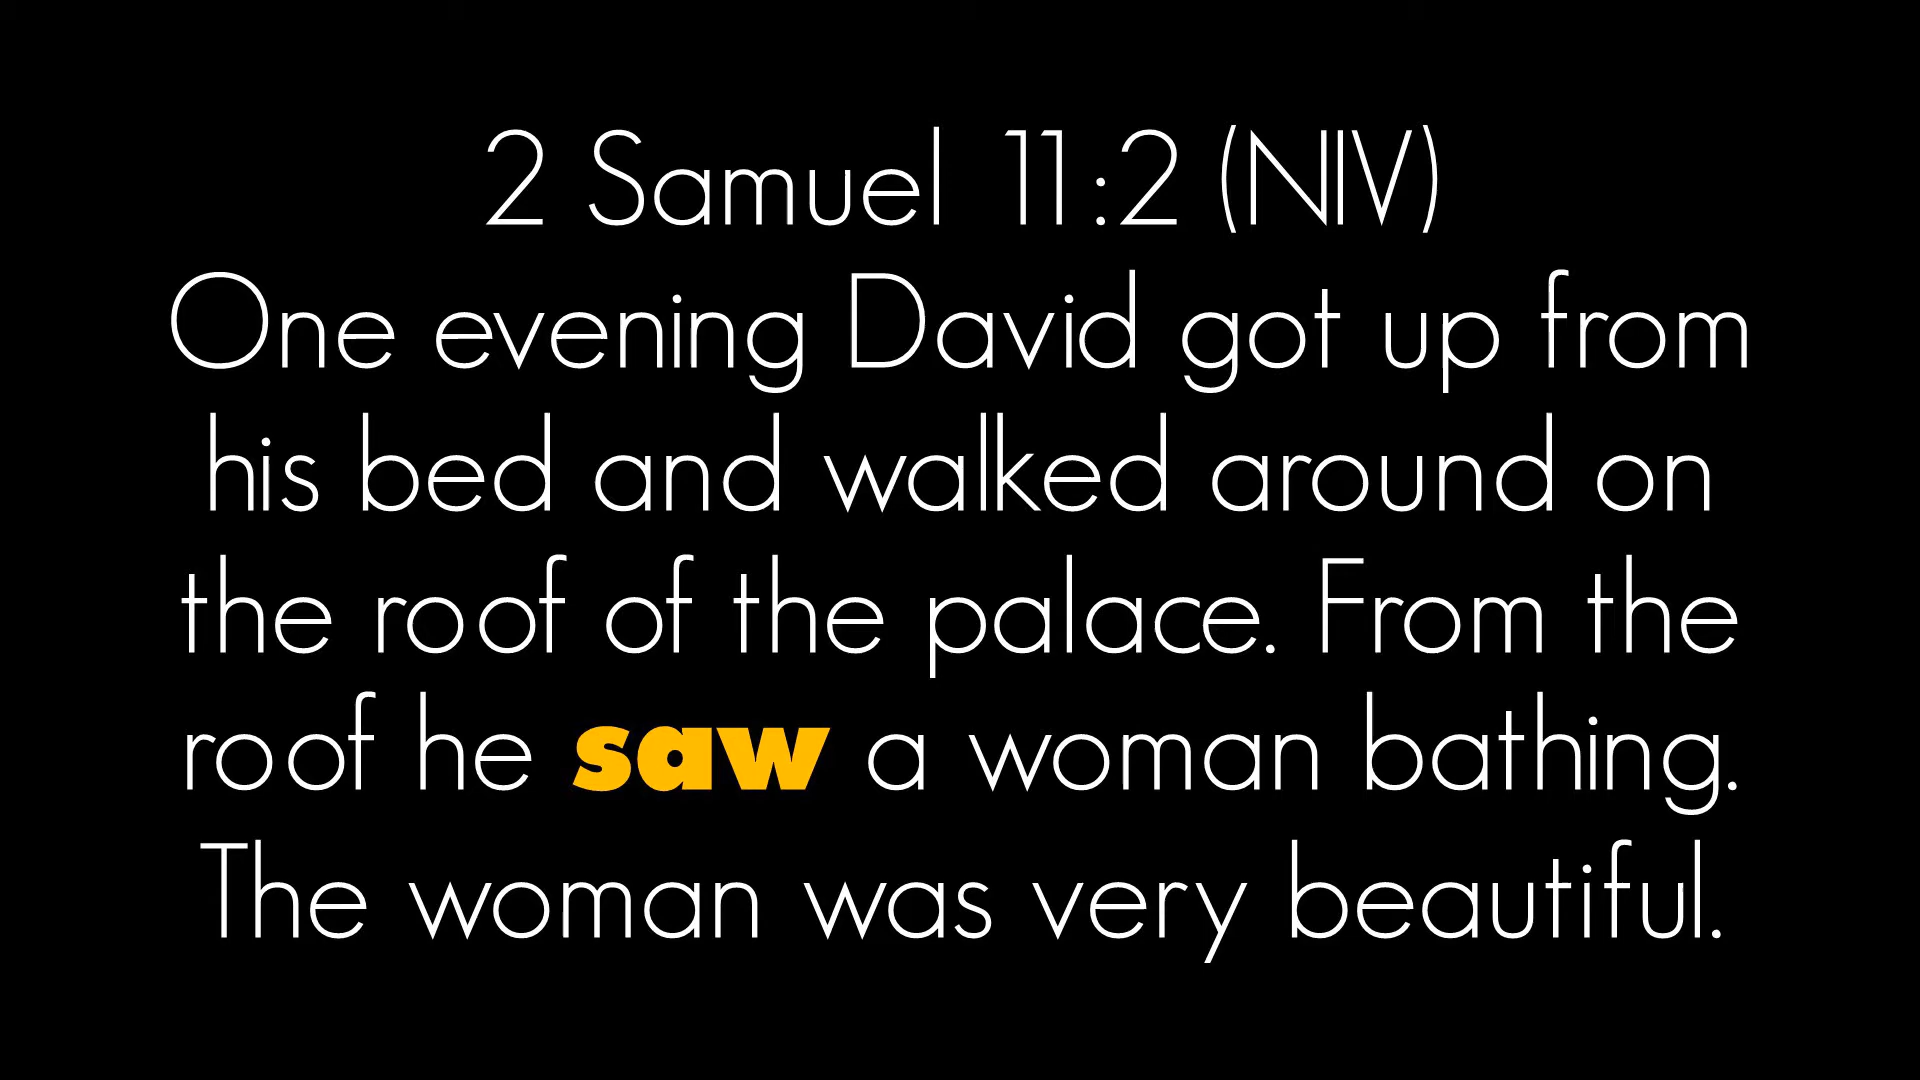 2 Samuel 11:2 (NIV)
One evening David got up from
his bed and walked around on
the roof of the palace. From the
roof he saw a woman bathing.
The woman was very beautiful.